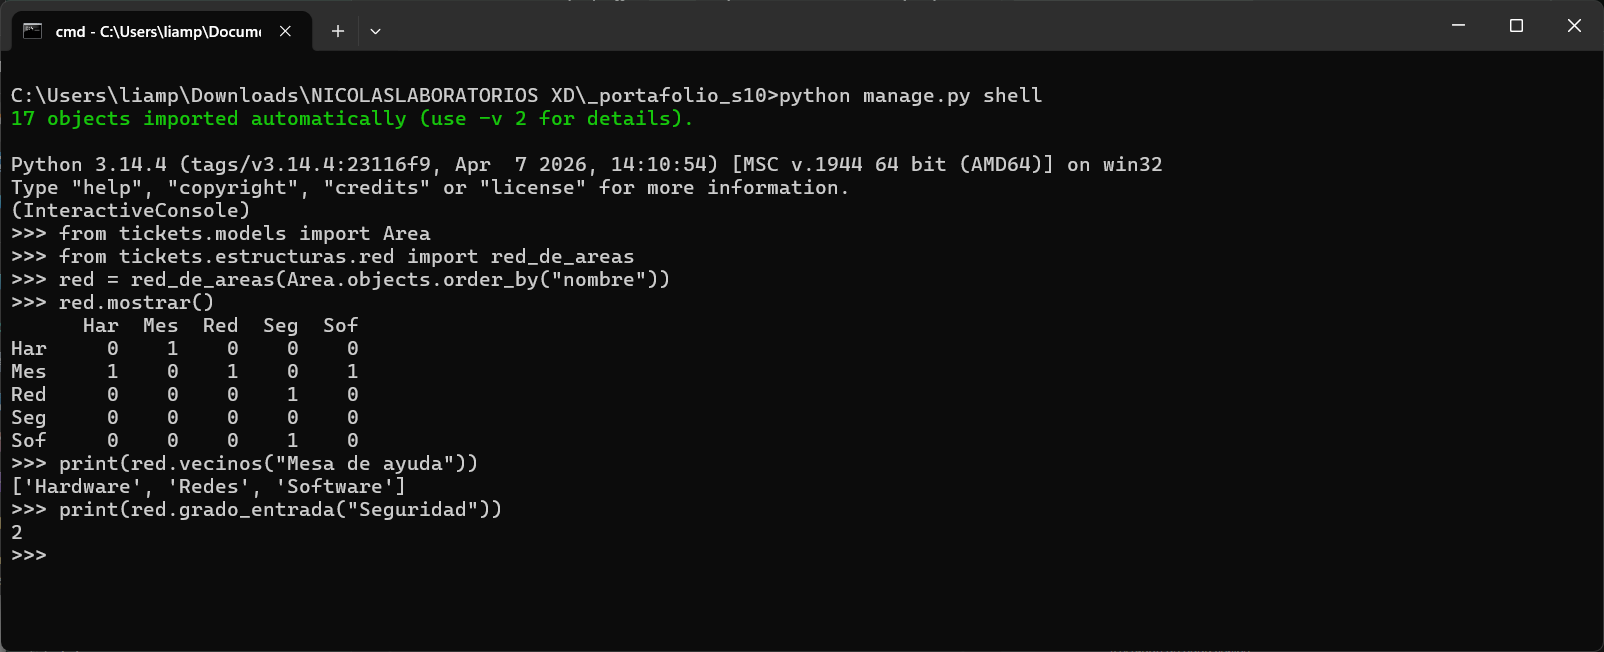 cmd - C:\Users\liamp\Docum
C:\Users\liamp\Downloads\NICOLASLABORATORIOS XD\_portafolio_s10>python manage.py shell
17 objects imported automatically (use -v 2 for details).
Python 3.14.4 (tags/v3.14.4:23116f9, Apr  7 2026, 14:10:54) [MSC v.1944 64 bit (AMD64)] on win32
Type "help", "copyright", "credits" or "license" for more information.
(InteractiveConsole)
>>> from tickets.models import Area
>>> from tickets.estructuras.red import red_de_areas
>>> red = red_de_areas(Area.objects.order_by("nombre"))
>>> red.mostrar()
      Har  Mes  Red  Seg  Sof
Har     0    1    0    0    0
Mes     1    0    1    0    1
Red     0    0    0    1    0
Seg     0    0    0    0    0
Sof     0    0    0    1    0
>>> print(red.vecinos("Mesa de ayuda"))
['Hardware', 'Redes', 'Software']
>>> print(red.grado_entrada("Seguridad"))
2
>>>